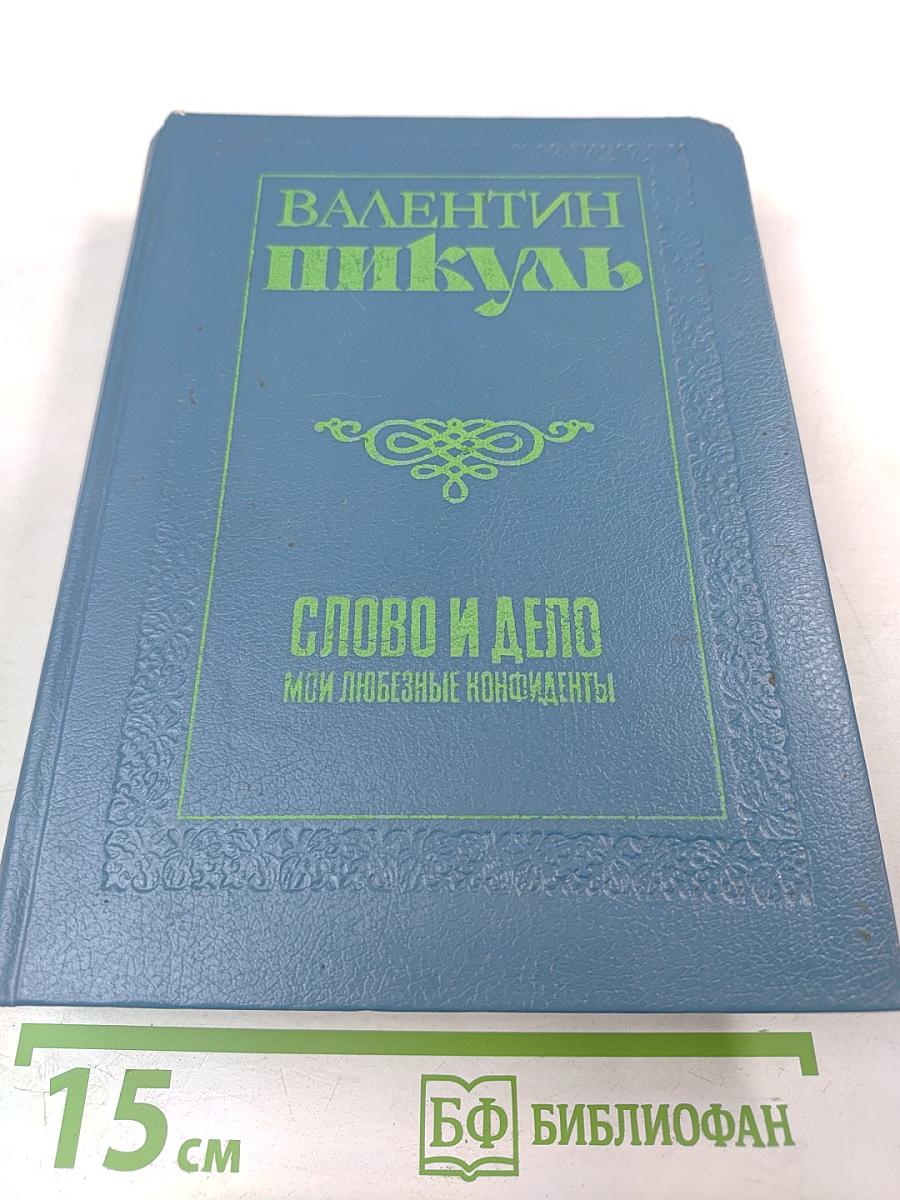 ВАЛЕНТИН
ПИКУЛЬ
СЛОВО И ДЕЛО
МОИ ЛЮБЕЗНЫЕ КОНФИДЕНТЫ
15 см
БФ БИБЛИОФАН